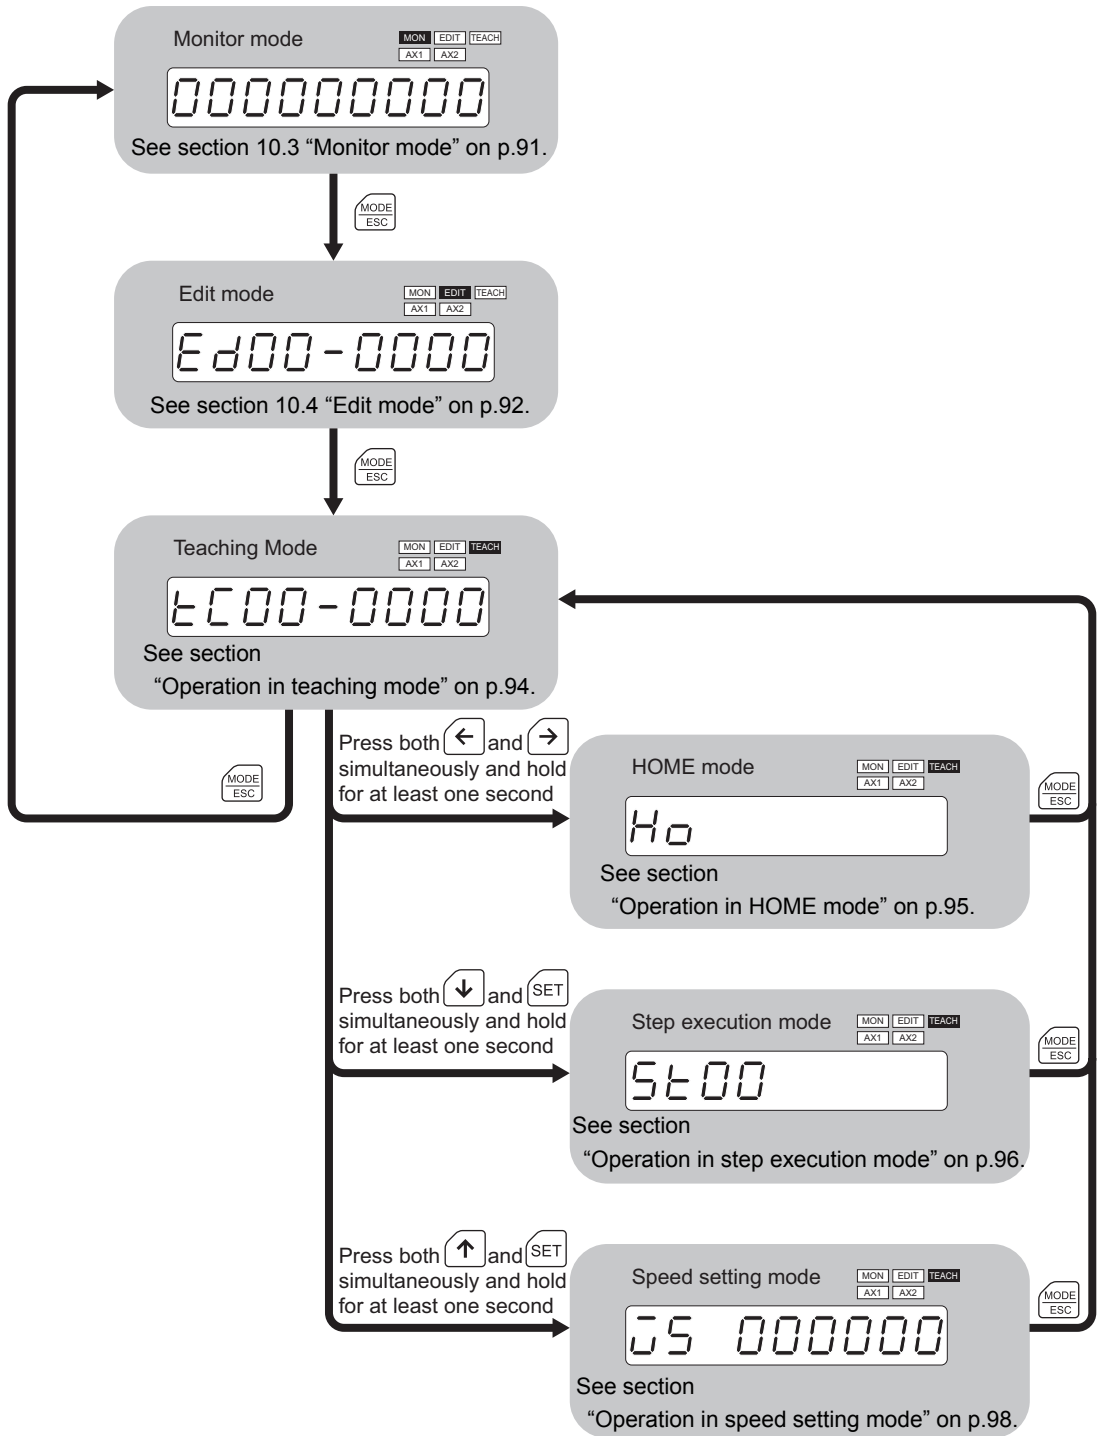 Monitor mode
MON EDIT TEACH
AX1 AX2
000000000
See section 10.3 “Monitor mode” on p.91.
MODE
ESC
Edit mode
MON EDIT TEACH
AX1 AX2
Ed00-0000
See section 10.4 “Edit mode” on p.92.
MODE
ESC
Teaching Mode
MON EDIT TEACH
AX1 AX2
tC00-0000
See section
“Operation in teaching mode” on p.94.
MODE
ESC
Press both ← and →
simultaneously and hold
for at least one second
HOME mode
MON EDIT TEACH
AX1 AX2
Ho
See section
“Operation in HOME mode” on p.95.
MODE
ESC
Press both ↓ and SET
simultaneously and hold
for at least one second
Step execution mode
MON EDIT TEACH
AX1 AX2
St00
See section
“Operation in step execution mode” on p.96.
MODE
ESC
Press both ↑ and SET
simultaneously and hold
for at least one second
Speed setting mode
MON EDIT TEACH
AX1 AX2
S 000000
See section
“Operation in speed setting mode” on p.98.
MODE
ESC